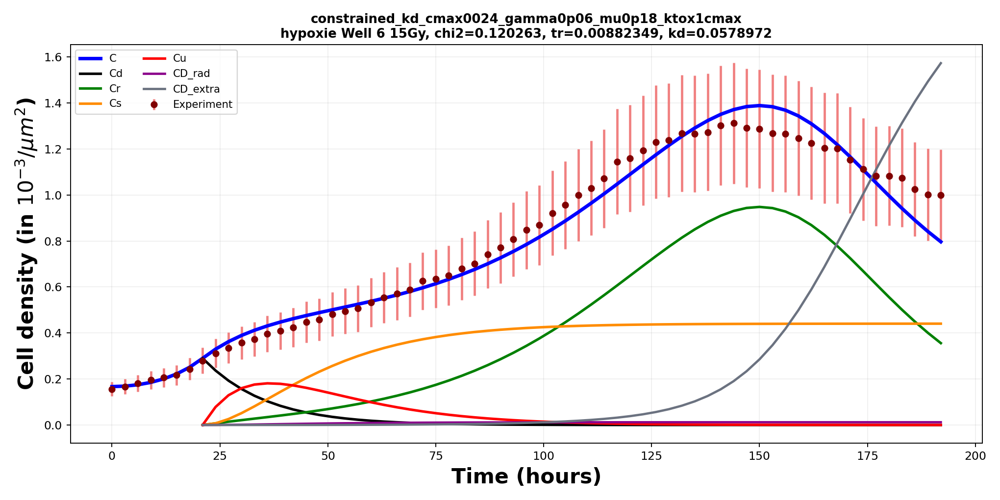 constrained_kd_cmax0024_gamma0p06_mu0p18_ktox1cmax
hypoxie Well 6 15Gy, chi2=0.120263, tr=0.00882349, kd=0.0578972
C
Cd
Cr
Cs
Cu
CD_rad
CD_extra
Experiment
Cell density (in 10⁻³/μm²)
1.6
1.4
1.2
1.0
0.8
0.6
0.4
0.2
0.0
0
25
50
75
100
125
150
175
200
Time (hours)